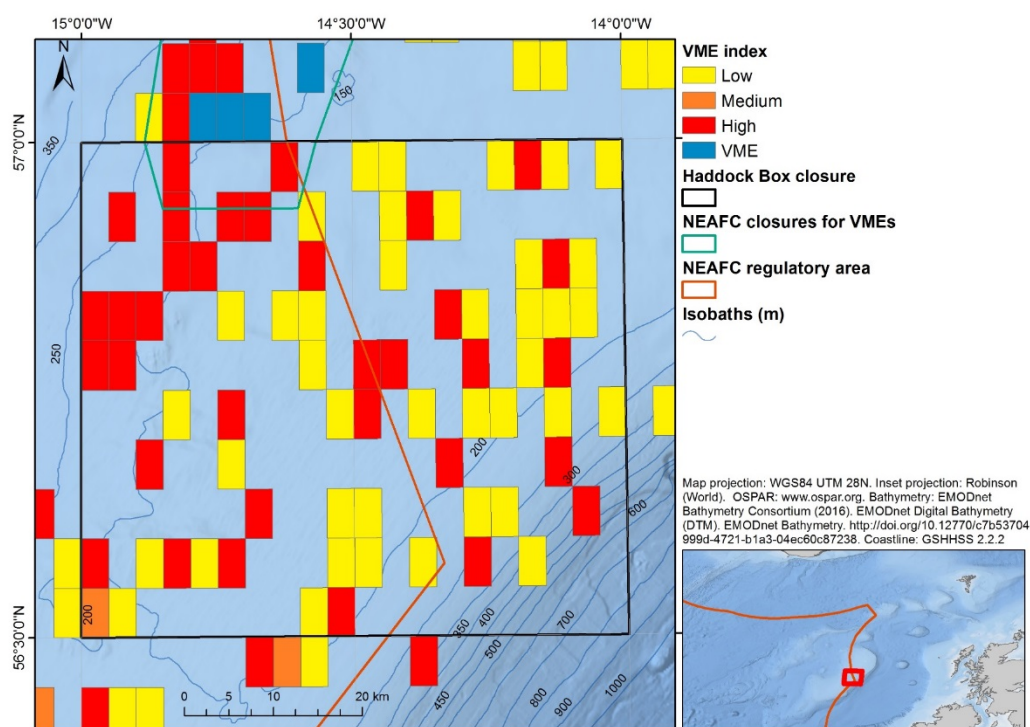 15°0'0"W
14°30'0"W
14°0'0"W
N
57°0'0"N
56°30'0"N
350
150
250
200
300
600
200
350
400
500
700
450
800
900
1000
0 5 10 20 km
VME index
Low
Medium
High
VME
Haddock Box closure
NEAFC closures for VMEs
NEAFC regulatory area
Isobaths (m)
Map projection: WGS84 UTM 28N. Inset projection: Robinson
(World). OSPAR: www.ospar.org. Bathymetry: EMODnet
Bathymetry Consortium (2016). EMODnet Digital Bathymetry
(DTM). EMODnet Bathymetry. http://doi.org/10.12770/c7b53704
999d-4721-b1a3-04ec60c87238. Coastline: GSHHSS 2.2.2